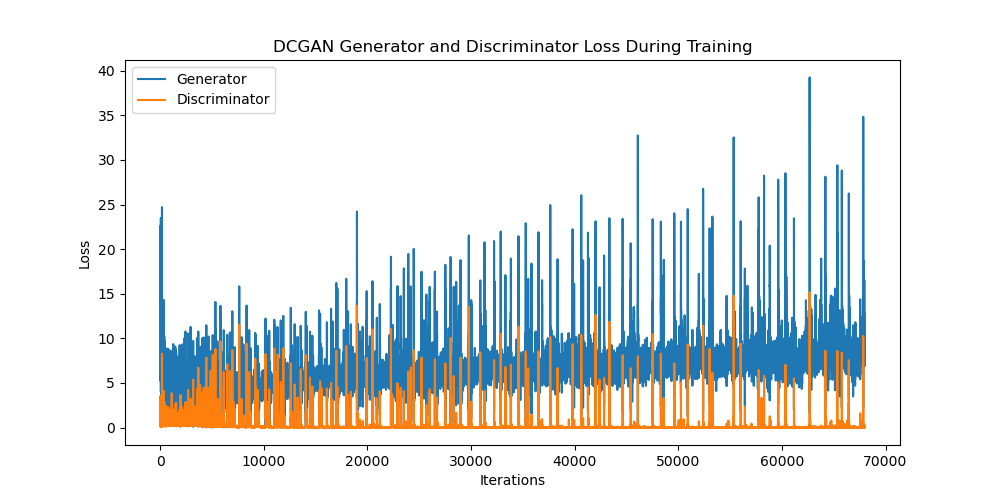 DCGAN Generator and Discriminator Loss During Training
Generator
Discriminator
40
35
30
25
20
15
10
5
0
Loss
0 10000 20000 30000 40000 50000 60000 70000
Iterations